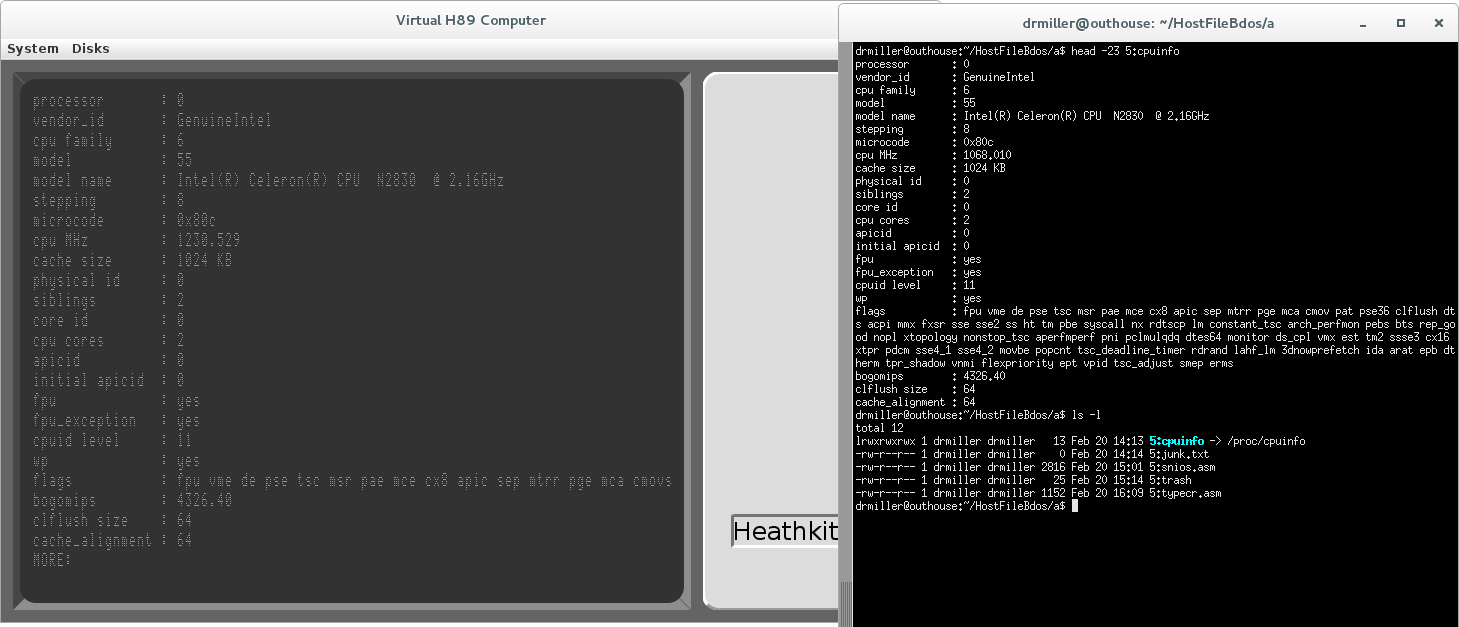 Virtual H89 Computer
System Disks
processor : 0
vendor_id : GenuineIntel
cpu family : 6
model : 55
model name : Intel(R) Celeron(R) CPU  N2830  @ 2.16GHz
stepping : 8
microcode : 0x80c
cpu MHz : 1230.529
cache size : 1024 KB
physical id : 0
siblings : 2
core id : 0
cpu cores : 2
apicid : 0
initial apicid : 0
fpu : yes
fpu_exception : yes
cpuid level : 11
wp : yes
flags : fpu vme de pse tsc msr pae mce cx8 apic sep mtrr pge mca cmovs
bogomips : 4326.40
clflush size : 64
cache_alignment : 64
MORE:
Heathkit
drmiller@outhouse: ~/HostFileBdos/a
drmiller@outhouse:~/HostFileBdos/a$ head -23 5:cpuinfo
processor : 0
vendor_id : GenuineIntel
cpu family : 6
model : 55
model name : Intel(R) Celeron(R) CPU  N2830  @ 2.16GHz
stepping : 8
microcode : 0x80c
cpu MHz : 1068.010
cache size : 1024 KB
physical id : 0
siblings : 2
core id : 0
cpu cores : 2
apicid : 0
initial apicid : 0
fpu : yes
fpu_exception : yes
cpuid level : 11
wp : yes
flags : fpu vme de pse tsc msr pae mce cx8 apic sep mtrr pge mca cmov pat pse36 clflush dt
s acpi mmx fxsr sse sse2 ss ht tm pbe syscall nx rdtscp lm constant_tsc arch_perfmon pebs bts rep_go
od nopl xtopology nonstop_tsc aperfmperf pni pclmulqdq dtes64 monitor ds_cpl vmx est tm2 ssse3 cx16
xtpr pdcm sse4_1 sse4_2 movbe popcnt tsc_deadline_timer rdrand lahf_lm 3dnowprefetch ida arat epb dt
herm tpr_shadow vnmi flexpriority ept vpid tsc_adjust smep erms
bogomips : 4326.40
clflush size : 64
cache_alignment : 64
drmiller@outhouse:~/HostFileBdos/a$ ls -l
total 12
lrwxrwxrwx 1 drmiller drmiller   13 Feb 20 14:13 5:cpuinfo -> /proc/cpuinfo
-rw-r--r-- 1 drmiller drmiller    0 Feb 20 14:14 5:junk.txt
-rw-r--r-- 1 drmiller drmiller 2816 Feb 20 15:01 5:snios.asm
-rw-r--r-- 1 drmiller drmiller   25 Feb 20 15:14 5:trash
-rw-r--r-- 1 drmiller drmiller 1152 Feb 20 16:09 5:typecr.asm
drmiller@outhouse:~/HostFileBdos/a$